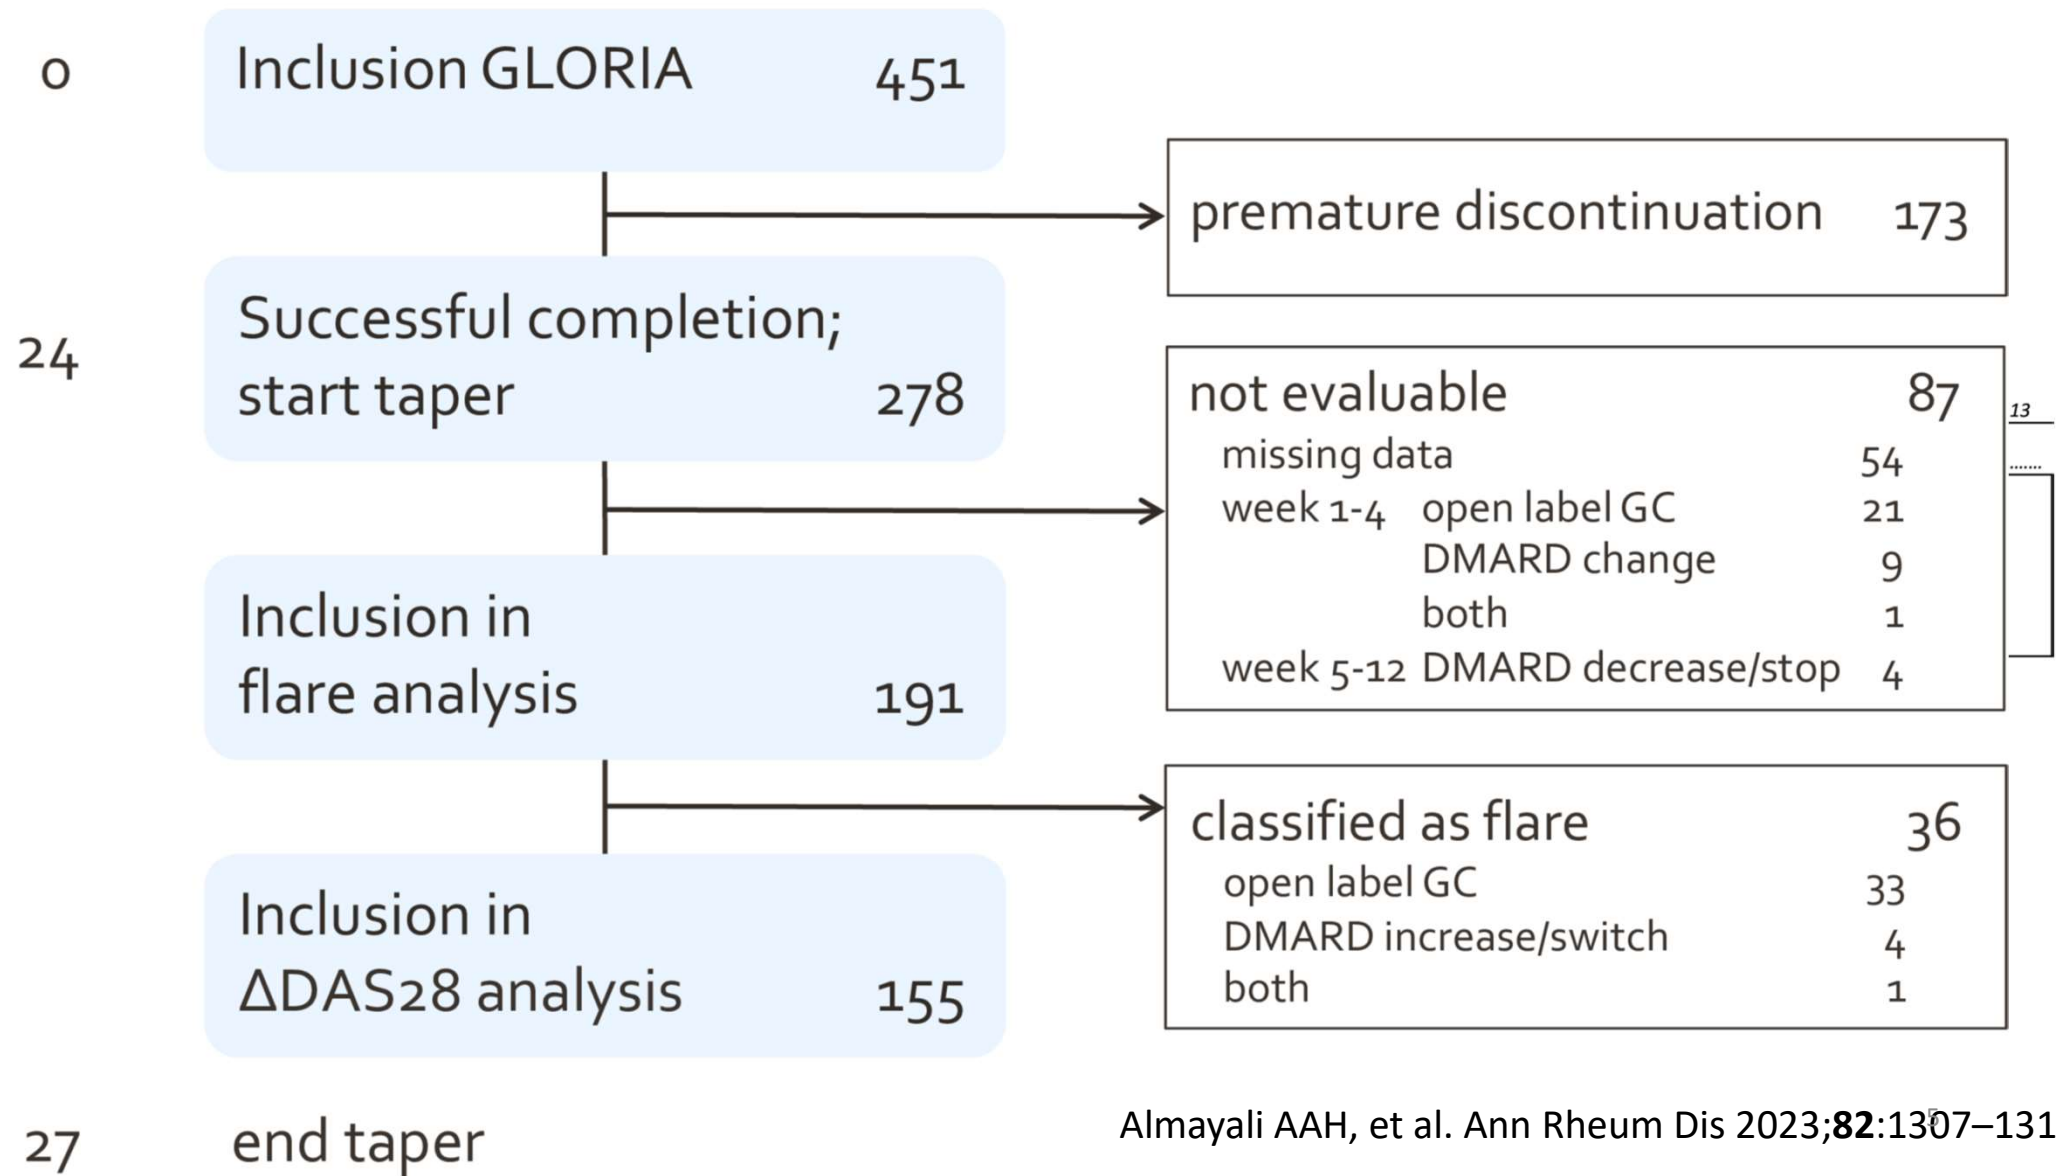 0 Inclusion GLORIA 451
premature discontinuation 173
24 Successful completion;
start taper 278
not evaluable 87
missing data 54
week 1-4 open label GC 21
DMARD change 9
both 1
week 5-12 DMARD decrease/stop 4
13
.......
Inclusion in
flare analysis 191
classified as flare 36
open label GC 33
DMARD increase/switch 4
both 1
Inclusion in
ΔDAS28 analysis 155
27 end taper
Almayali AAH, et al. Ann Rheum Dis 2023;82:1307–131
5